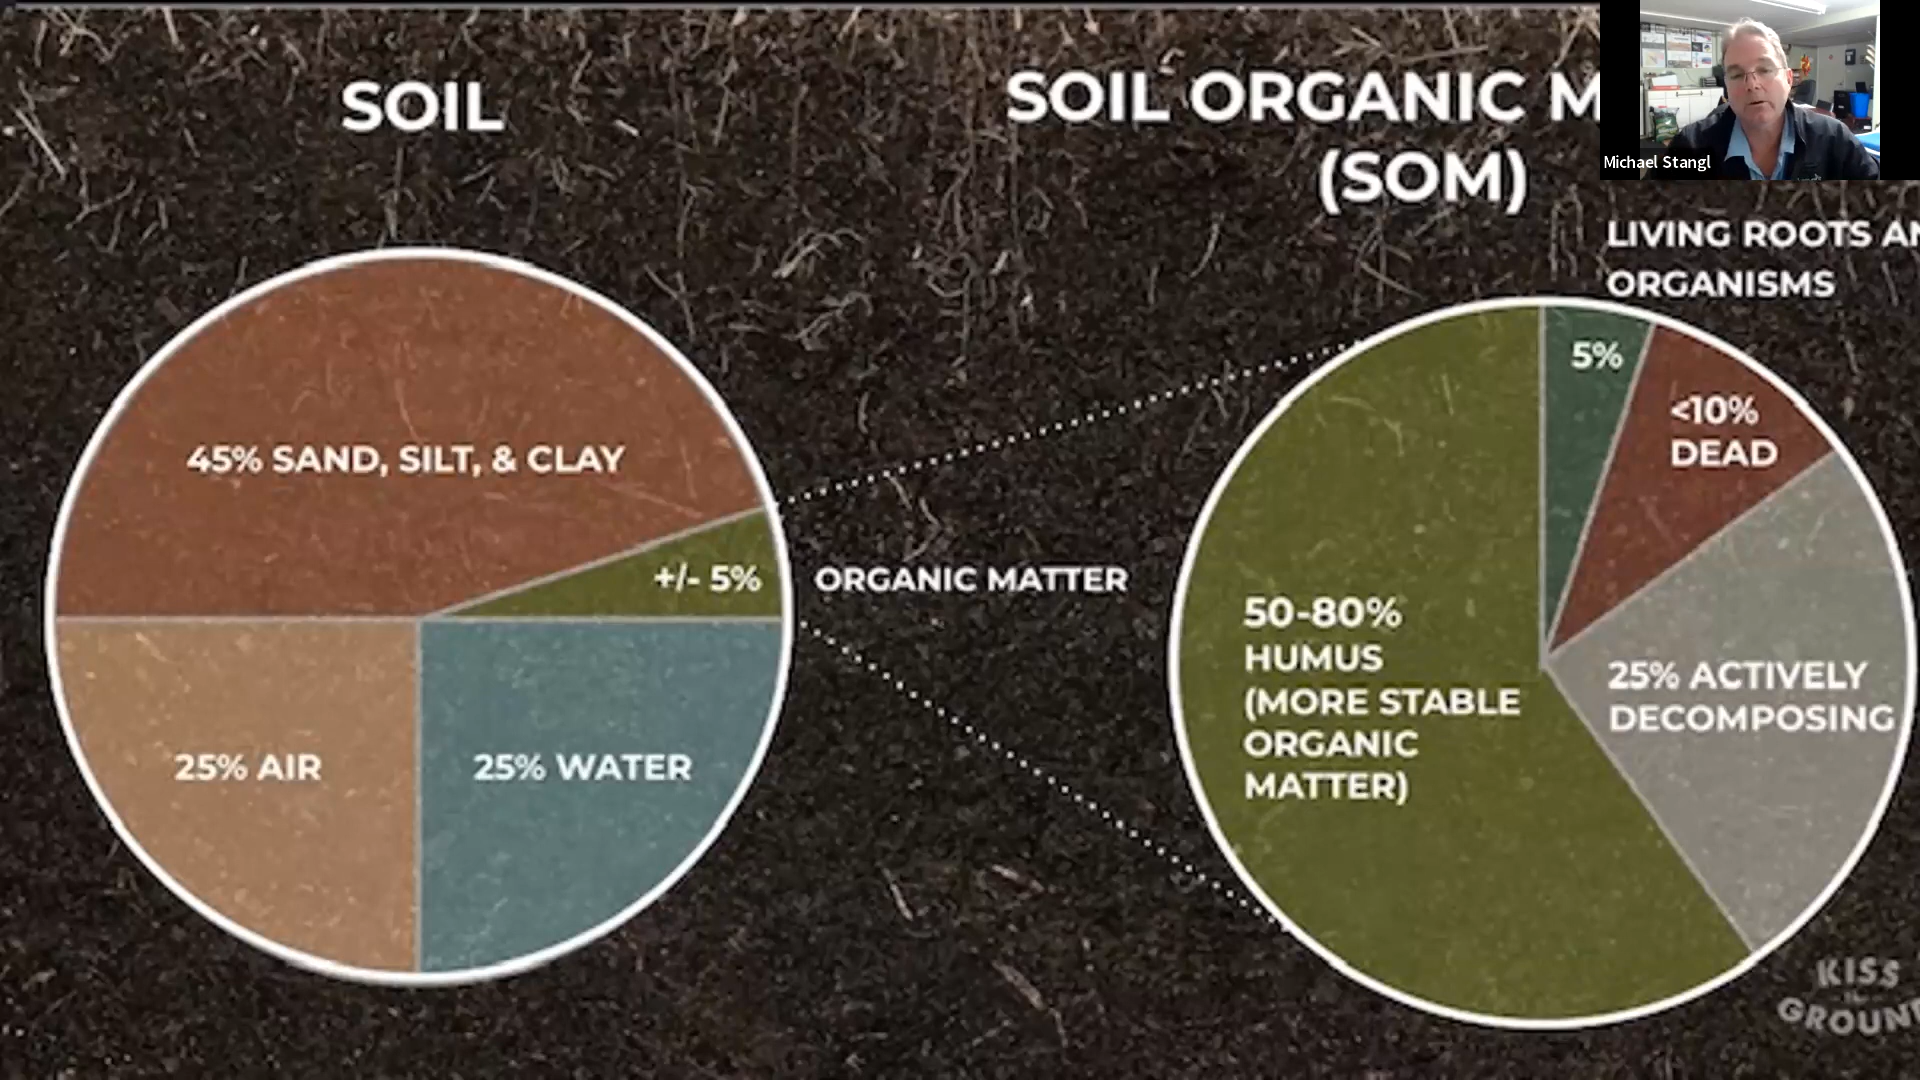 SOIL
45% SAND, SILT, & CLAY
+/- 5%
ORGANIC MATTER
25% AIR
25% WATER
SOIL ORGANIC M
(SOM)
LIVING ROOTS AN
ORGANISMS
5%
<10%
DEAD
50-80%
HUMUS
(MORE STABLE
ORGANIC
MATTER)
25% ACTIVELY
DECOMPOSING
Michael Stangl
KISS
GROUN